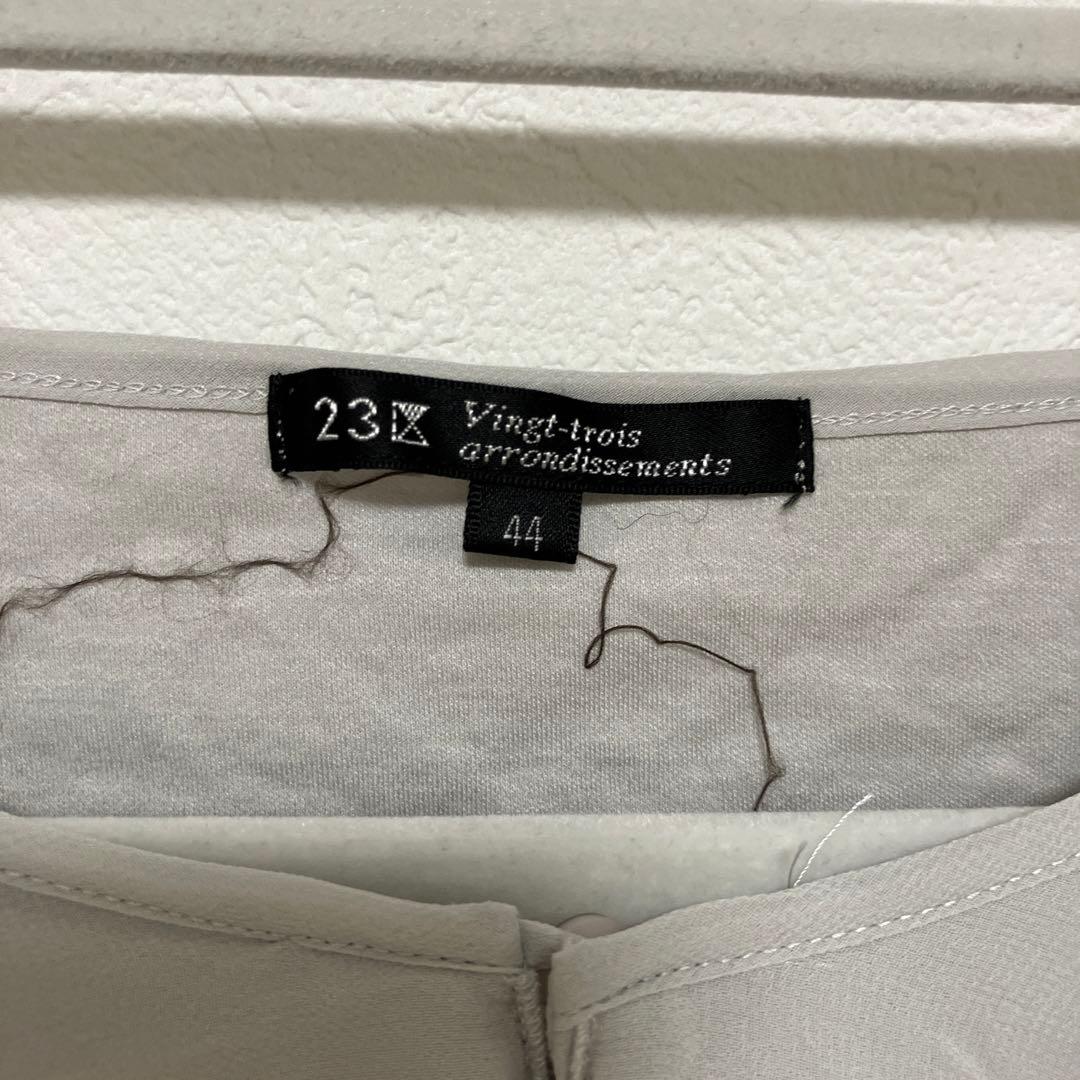 23区 Vingt-trois
arrondissements
44